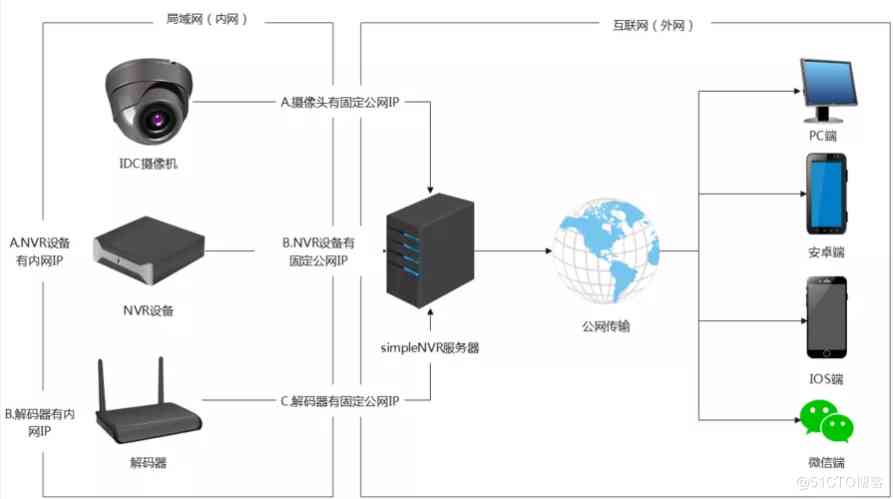 局域网（内网）
互联网（外网）
A.摄像头有固定公网IP
IDC摄像机
PC端
A.NVR设备
有内网IP
B.NVR设备有
固定公网IP
安卓端
NVR设备
公网传输
simpleNVR服务器
IOS端
B.解码器有内
网IP
C.解码器有固定公网IP
解码器
微信端
@51CTO博客